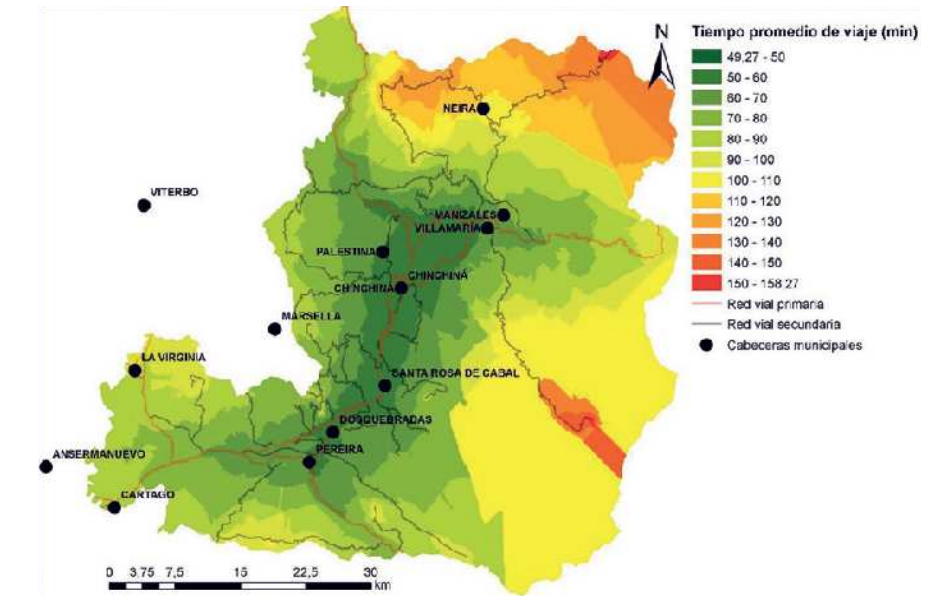 N
Tiempo promedio de viaje (min)
49,27 - 50
50 - 60
60 - 70
70 - 80
80 - 90
90 - 100
100 - 110
110 - 120
120 - 130
130 - 140
140 - 150
150 - 158 27
Red vial primaria
Red vial secundaria
Cabeceras municipales
NEIRA
VITERBO
MANIZALES
VILLAMARÍA
PALESTINA
CHINCHINÁ
CHINCHINÁ
MARSELLA
LA VIRGINIA
SANTA ROSA DE CABAL
DOSQUEBRADAS
PEREIRA
ANSERMANUEVO
CARTAGO
0 3,75 7,5 15 22,5 30
km